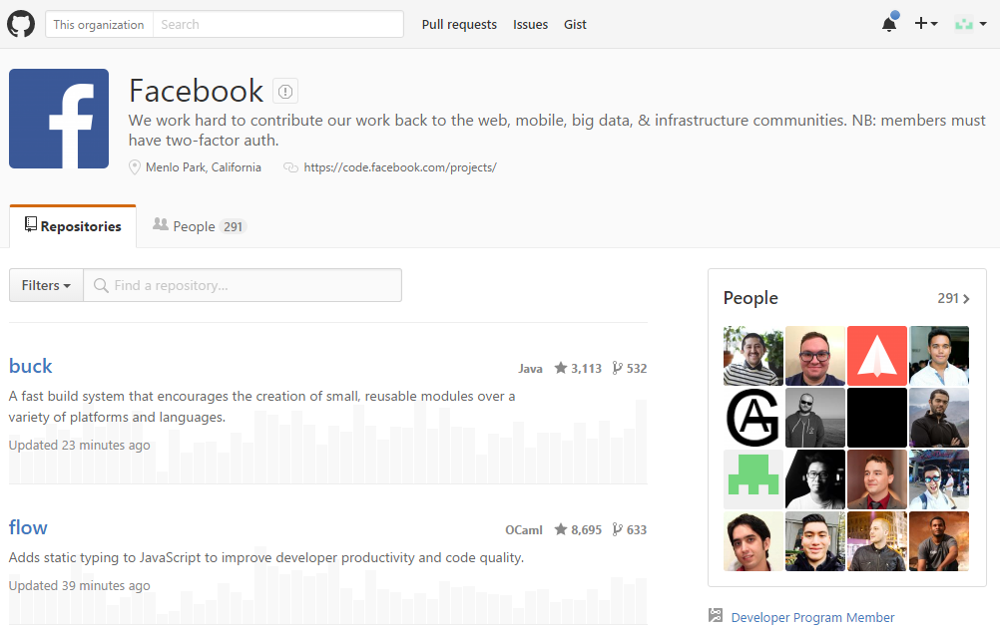 This organization Search Pull requests Issues Gist
Facebook
We work hard to contribute our work back to the web, mobile, big data, & infrastructure communities. NB: members must
have two-factor auth.
Menlo Park, California https://code.facebook.com/projects/
Repositories People 291
Filters Find a repository...
buck Java 3,113 532
A fast build system that encourages the creation of small, reusable modules over a
variety of platforms and languages.
Updated 23 minutes ago
flow OCaml 8,695 633
Adds static typing to JavaScript to improve developer productivity and code quality.
Updated 39 minutes ago
People 291
Developer Program Member